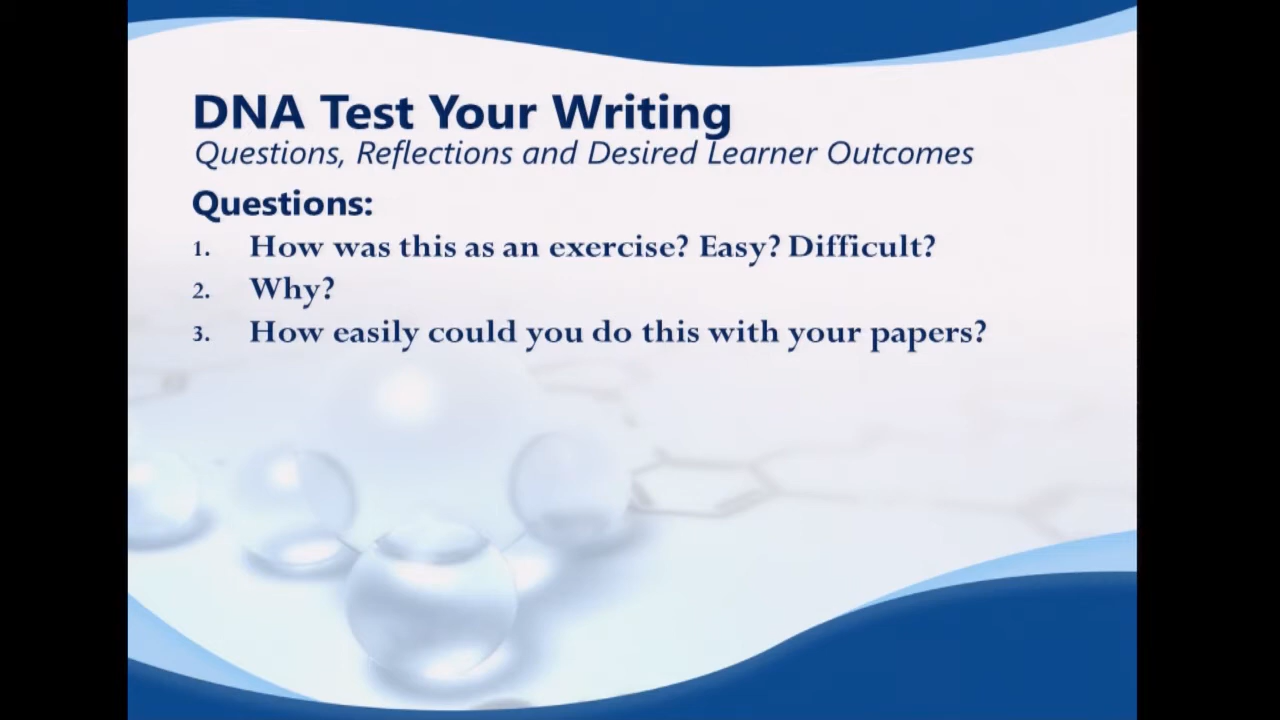 DNA Test Your Writing
Questions, Reflections and Desired Learner Outcomes
Questions:
1. How was this as an exercise? Easy? Difficult?
2. Why?
3. How easily could you do this with your papers?